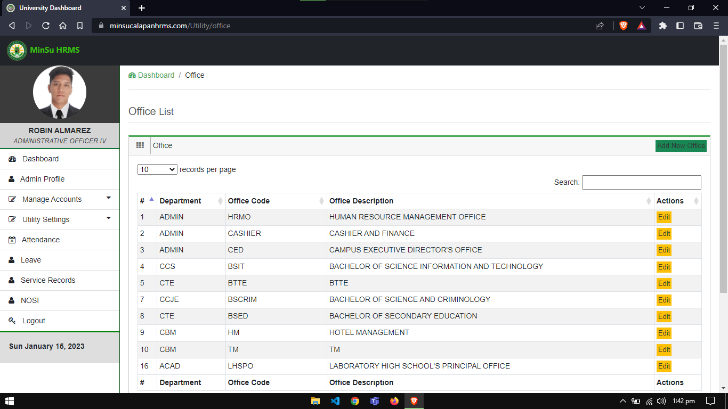 University Dashboard
minsucalapanhrms.com/Utility/office
MinSu HRMS
ROBIN ALMAREZ
ADMINISTRATIVE OFFICER IV
Dashboard
Admin Profile
Manage Accounts
Utility Settings
Attendance
Leave
Service Records
NOSI
Logout
Sun January 16, 2023
Dashboard / Office
Office List
Office
Add New Office
10 records per page
Search:
# Department Office Code Office Description Actions
1 ADMIN HRMO HUMAN RESOURCE MANAGEMENT OFFICE Edit
2 ADMIN CASHIER CASHIER AND FINANCE Edit
3 ADMIN CED CAMPUS EXECUTIVE DIRECTOR'S OFFICE Edit
4 CCS BSIT BACHELOR OF SCIENCE INFORMATION AND TECHNOLOGY Edit
5 CTE BTTE BTTE Edit
7 CCJE BSCRIM BACHELOR OF SCIENCE AND CRIMINOLOGY Edit
8 CTE BSED BACHELOR OF SECONDARY EDUCATION Edit
9 CBM HM HOTEL MANAGEMENT Edit
10 CBM TM TM Edit
16 ACAD LHSPO LABORATORY HIGH SCHOOL'S PRINCIPAL OFFICE Edit
# Department Office Code Office Description Actions
1:42 pm